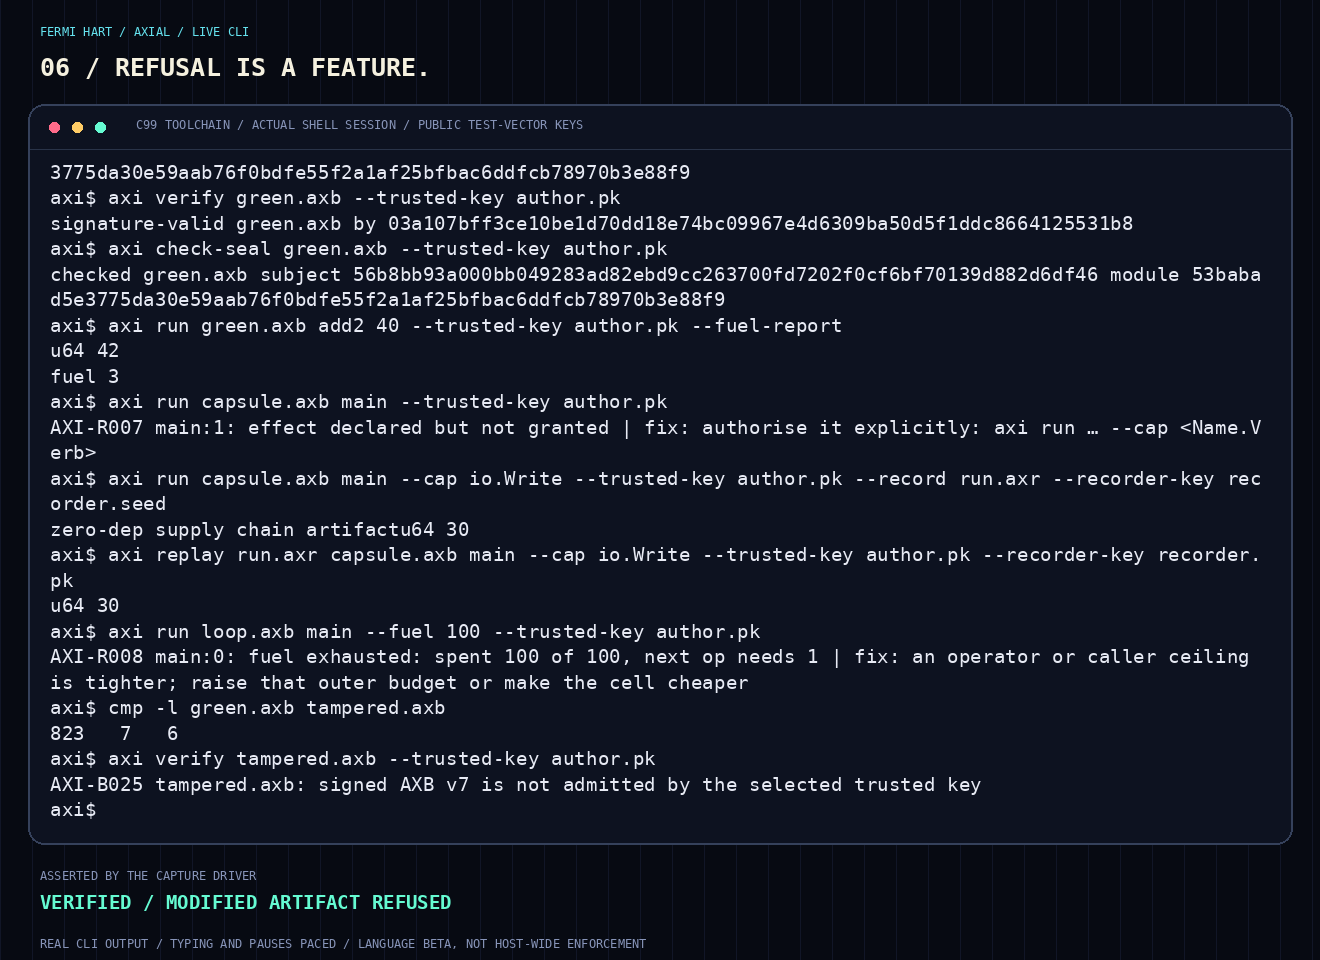 FERMI HART / AXIAL / LIVE CLI
06 / REFUSAL IS A FEATURE.
C99 TOOLCHAIN / ACTUAL SHELL SESSION / PUBLIC TEST-VECTOR KEYS
3775da30e59aab76f0bdfe55f2a1af25bfbac6ddfcb78970b3e88f9
axi$ axi verify green.axb --trusted-key author.pk
signature-valid green.axb by 03a107bff3ce10be1d70dd18e74bc09967e4d6309ba50d5f1ddc8664125531b8
axi$ axi check-seal green.axb --trusted-key author.pk
checked green.axb subject 56b8bb93a000bb049283ad82ebd9cc263700fd7202f0cf6bf70139d882d6df46 module 53baba
d5e3775da30e59aab76f0bdfe55f2a1af25bfbac6ddfcb78970b3e88f9
axi$ axi run green.axb add2 40 --trusted-key author.pk --fuel-report
u64 42
fuel 3
axi$ axi run capsule.axb main --trusted-key author.pk
AXI-R007 main:1: effect declared but not granted | fix: authorise it explicitly: axi run … --cap <Name.V
erb>
axi$ axi run capsule.axb main --cap io.Write --trusted-key author.pk --record run.axr --recorder-key rec
order.seed
zero-dep supply chain artifactu64 30
axi$ axi replay run.axr capsule.axb main --cap io.Write --trusted-key author.pk --recorder-key recorder.
pk
u64 30
axi$ axi run loop.axb main --fuel 100 --trusted-key author.pk
AXI-R008 main:0: fuel exhausted: spent 100 of 100, next op needs 1 | fix: an operator or caller ceiling
is tighter; raise that outer budget or make the cell cheaper
axi$ cmp -l green.axb tampered.axb
823   7   6
axi$ axi verify tampered.axb --trusted-key author.pk
AXI-B025 tampered.axb: signed AXB v7 is not admitted by the selected trusted key
axi$
ASSERTED BY THE CAPTURE DRIVER
VERIFIED / MODIFIED ARTIFACT REFUSED
REAL CLI OUTPUT / TYPING AND PAUSES PACED / LANGUAGE BETA, NOT HOST-WIDE ENFORCEMENT